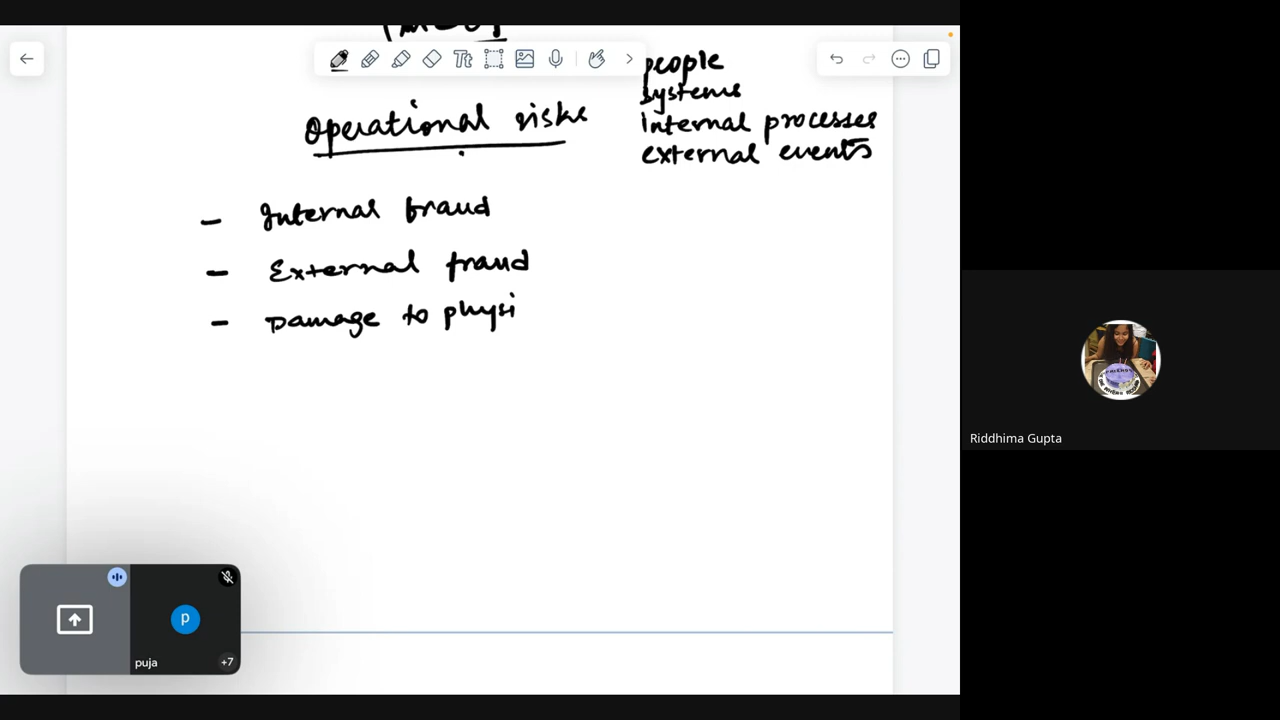 people
systems
Operational risks
internal processes
external events
- Internal fraud
- External fraud
- Damage to physi
Tt
Riddhima Gupta
P
puja
+7